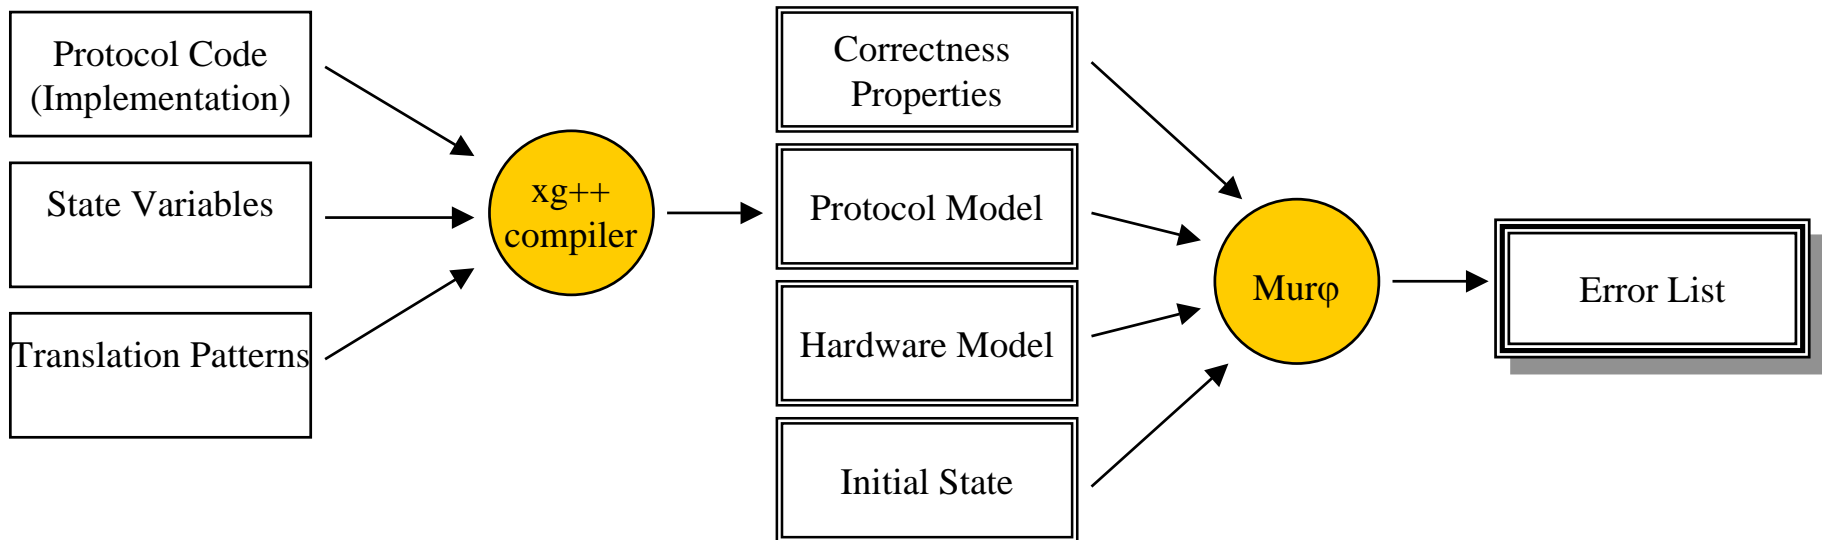 Protocol Code
(Implementation)
State Variables
Translation Patterns
xg++
compiler
Correctness
Properties
Protocol Model
Hardware Model
Initial State
Murφ
Error List